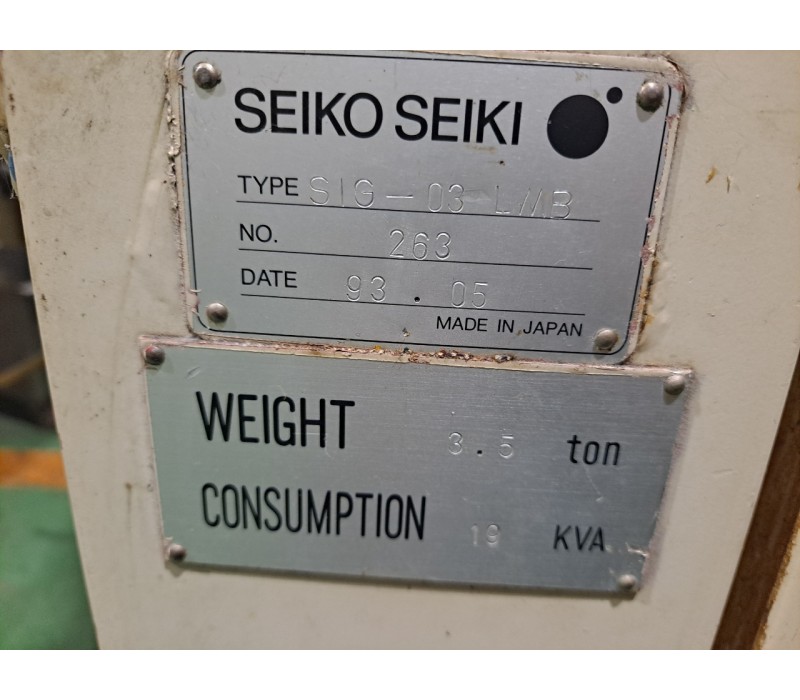 SEIKO SEIKI
TYPE SIG-03 LMB
NO. 263
DATE 93.05
MADE IN JAPAN
WEIGHT 3.5 ton
CONSUMPTION 19 KVA